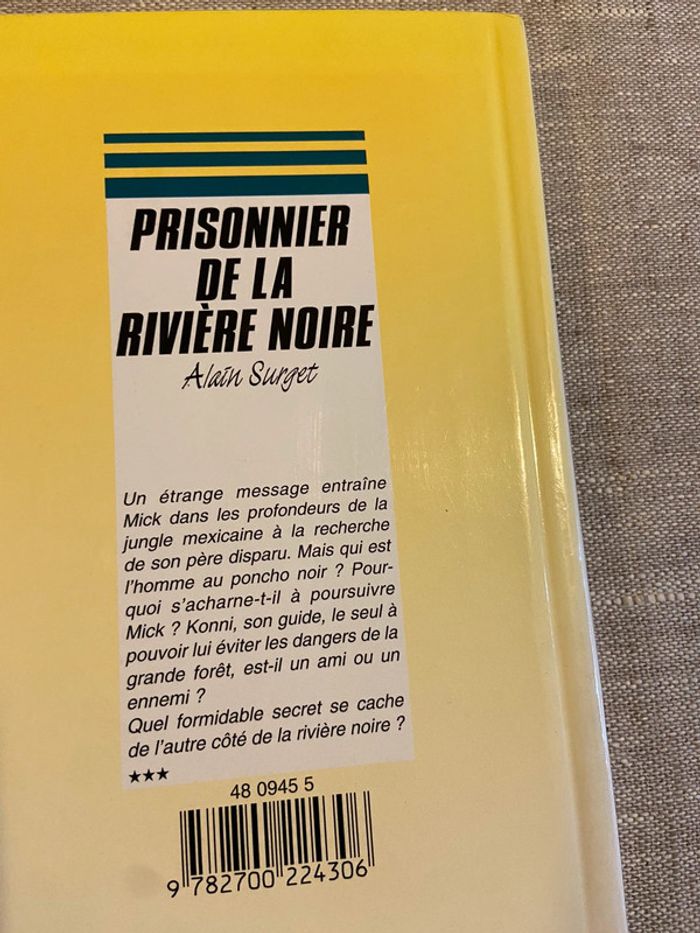 PRISONNIER
DE LA
RIVIÈRE NOIRE
Alain Surget
Un étrange message entraîne
Mick dans les profondeurs de la
jungle mexicaine à la recherche
de son père disparu. Mais qui est
l'homme au poncho noir ? Pour-
quoi s'acharne-t-il à poursuivre
Mick ? Konni, son guide, le seul à
pouvoir lui éviter les dangers de la
grande forêt, est-il un ami ou un
ennemi ?
Quel formidable secret se cache
de l'autre côté de la rivière noire ?
★★★
48 0945 5
9 782700 224306